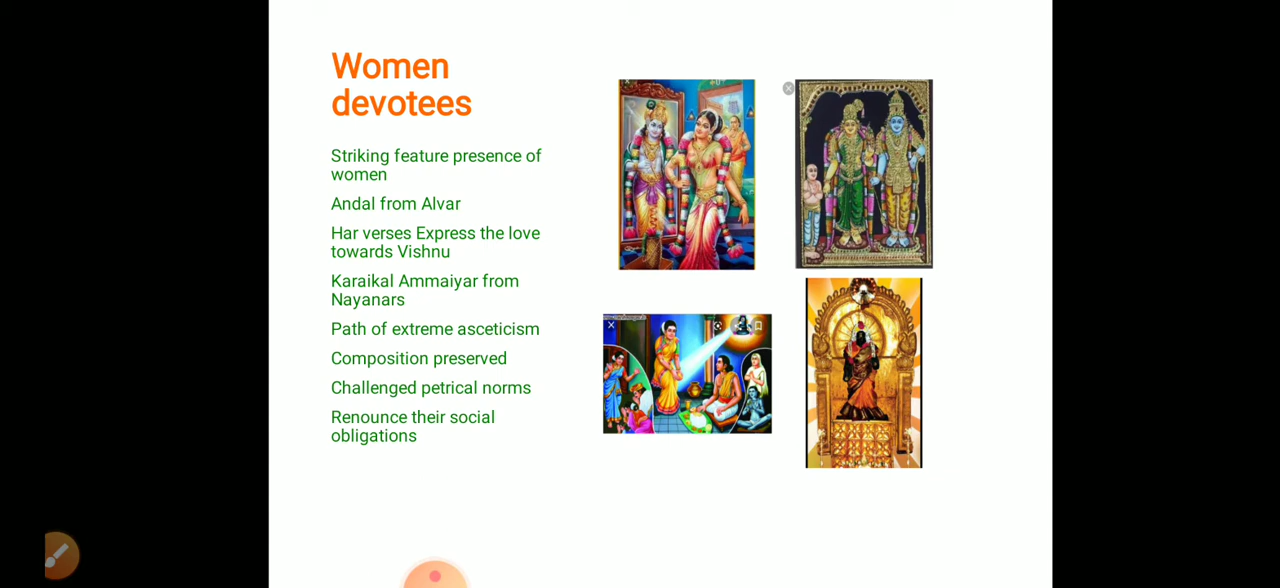 Women
devotees
Striking feature presence of
women
Andal from Alvar
Har verses Express the love
towards Vishnu
Karaikal Ammaiyar from
Nayanars
Path of extreme asceticism
Composition preserved
Challenged petrical norms
Renounce their social
obligations